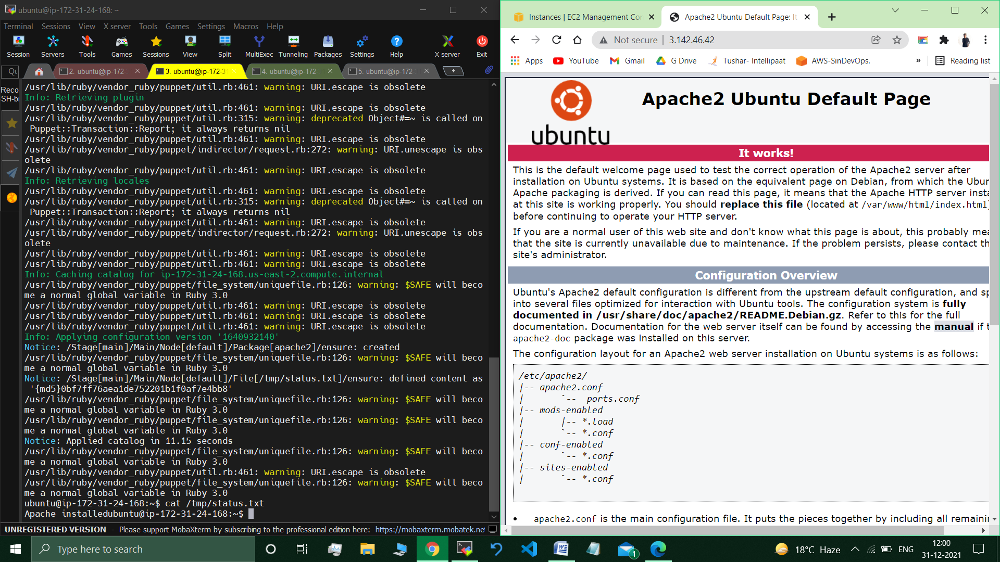 ubuntu@ip-172-31-24-168: ~
Terminal Sessions View X server Tools Games Settings Macros Help
Session Servers Tools Games Sessions View Split MultiExec Tunneling Packages Settings Help X server Exit
Qu
2. ubuntu@ip-172-
3. ubuntu@ip-172-31
4. ubuntu@ip-172-
5. ubuntu@ip-172-
Reco
SH-b
/usr/lib/ruby/vendor_ruby/puppet/util.rb:461: warning: URI.escape is obsolete
Info: Retrieving plugin
/usr/lib/ruby/vendor_ruby/puppet/util.rb:461: warning: URI.escape is obsolete
/usr/lib/ruby/vendor_ruby/puppet/util.rb:315: warning: deprecated Object#=~ is called on
Puppet::Transaction::Report; it always returns nil
/usr/lib/ruby/vendor_ruby/puppet/util.rb:461: warning: URI.escape is obsolete
/usr/lib/ruby/vendor_ruby/puppet/indirector/request.rb:272: warning: URI.unescape is obs
olete
/usr/lib/ruby/vendor_ruby/puppet/util.rb:461: warning: URI.escape is obsolete
Info: Retrieving locales
/usr/lib/ruby/vendor_ruby/puppet/util.rb:461: warning: URI.escape is obsolete
/usr/lib/ruby/vendor_ruby/puppet/util.rb:315: warning: deprecated Object#=~ is called on
Puppet::Transaction::Report; it always returns nil
/usr/lib/ruby/vendor_ruby/puppet/util.rb:461: warning: URI.escape is obsolete
/usr/lib/ruby/vendor_ruby/puppet/indirector/request.rb:272: warning: URI.unescape is obs
olete
/usr/lib/ruby/vendor_ruby/puppet/util.rb:461: warning: URI.escape is obsolete
/usr/lib/ruby/vendor_ruby/puppet/util.rb:461: warning: URI.escape is obsolete
Info: Caching catalog for ip-172-31-24-168.us-east-2.compute.internal
/usr/lib/ruby/vendor_ruby/puppet/file_system/uniquefile.rb:126: warning: $SAFE will beco
me a normal global variable in Ruby 3.0
/usr/lib/ruby/vendor_ruby/puppet/util.rb:461: warning: URI.escape is obsolete
/usr/lib/ruby/vendor_ruby/puppet/util.rb:461: warning: URI.escape is obsolete
/usr/lib/ruby/vendor_ruby/puppet/util.rb:461: warning: URI.escape is obsolete
Info: Applying configuration version '1640932140'
Notice: /Stage[main]/Main/Node[default]/Package[apache2]/ensure: created
/usr/lib/ruby/vendor_ruby/puppet/file_system/uniquefile.rb:126: warning: $SAFE will beco
me a normal global variable in Ruby 3.0
Notice: /Stage[main]/Main/Node[default]/File[/tmp/status.txt]/ensure: defined content as
'{md5}0bf7ff76aea1de752201b1f0af7e4bb8'
/usr/lib/ruby/vendor_ruby/puppet/file_system/uniquefile.rb:126: warning: $SAFE will beco
me a normal global variable in Ruby 3.0
/usr/lib/ruby/vendor_ruby/puppet/file_system/uniquefile.rb:126: warning: $SAFE will beco
me a normal global variable in Ruby 3.0
Notice: Applied catalog in 11.15 seconds
/usr/lib/ruby/vendor_ruby/puppet/file_system/uniquefile.rb:126: warning: $SAFE will beco
me a normal global variable in Ruby 3.0
/usr/lib/ruby/vendor_ruby/puppet/util.rb:461: warning: URI.escape is obsolete
/usr/lib/ruby/vendor_ruby/puppet/file_system/uniquefile.rb:126: warning: $SAFE will beco
me a normal global variable in Ruby 3.0
ubuntu@ip-172-31-24-168:~$ cat /tmp/status.txt
Apache installedubuntu@ip-172-31-24-168:~$
UNREGISTERED VERSION - Please support MobaXterm by subscribing to the professional edition here: https://mobaxterm.mobatek.ne
Instances | EC2 Management Con
Apache2 Ubuntu Default Page: It
Not secure | 3.142.46.42
Apps YouTube Gmail G Drive Tushar- Intellipaat AWS-SinDevOps. » Reading list
ubuntu
Apache2 Ubuntu Default Page
It works!
This is the default welcome page used to test the correct operation of the Apache2 server after
installation on Ubuntu systems. It is based on the equivalent page on Debian, from which the Ubun
Apache packaging is derived. If you can read this page, it means that the Apache HTTP server insta
at this site is working properly. You should replace this file (located at /var/www/html/index.html)
before continuing to operate your HTTP server.
If you are a normal user of this web site and don't know what this page is about, this probably mea
that the site is currently unavailable due to maintenance. If the problem persists, please contact th
site's administrator.
Configuration Overview
Ubuntu's Apache2 default configuration is different from the upstream default configuration, and sp
into several files optimized for interaction with Ubuntu tools. The configuration system is fully
documented in /usr/share/doc/apache2/README.Debian.gz. Refer to this for the full
documentation. Documentation for the web server itself can be found by accessing the manual if t
apache2-doc package was installed on this server.
The configuration layout for an Apache2 web server installation on Ubuntu systems is as follows:
/etc/apache2/
|-- apache2.conf
|       `--  ports.conf
|-- mods-enabled
|       |-- *.load
|       `-- *.conf
|-- conf-enabled
|       `-- *.conf
|-- sites-enabled
|       `-- *.conf
• apache2.conf is the main configuration file. It puts the pieces together by including all remainin
Type here to search
1
18°C Haze
ENG
12:00
31-12-2021